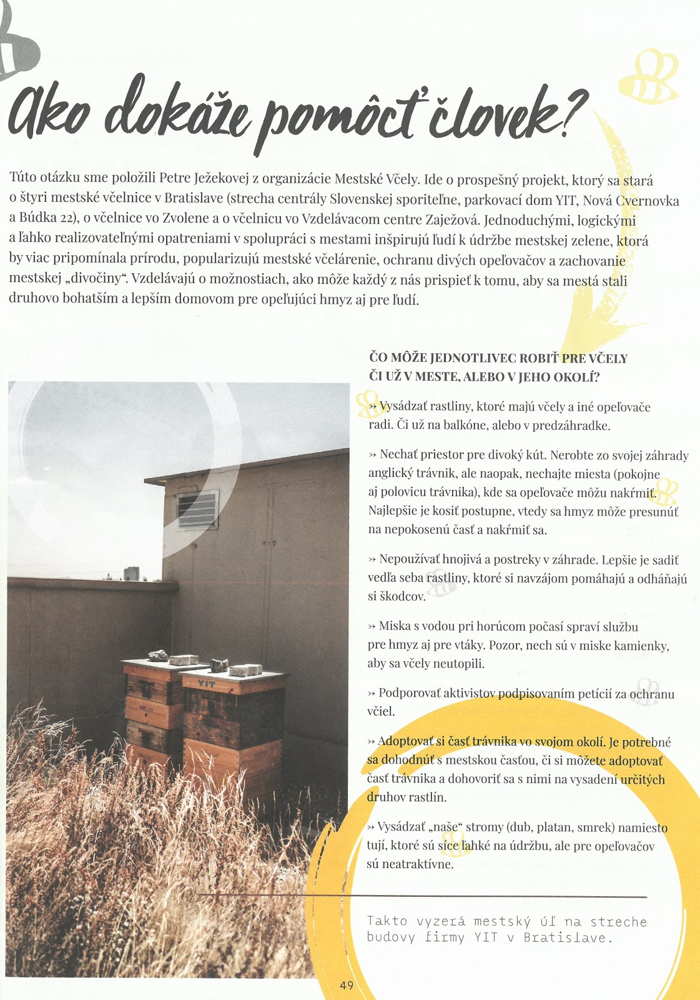 Ako dokáže pomôcť človek?
Túto otázku sme položili Petre Ježekovej z organizácie Mestské Včely. Ide o prospešný projekt, ktorý sa stará
o štyri mestské včelnice v Bratislave (strecha centrály Slovenskej sporiteľne, parkovací dom YIT, Nová Cvernovka
a Búdka 22), o včelnice vo Zvolene a o včelnicu vo Vzdelávacom centre Zaježová. Jednoduchými, logickými
a ľahko realizovateľnými opatreniami v spolupráci s mestami inšpirujú ľudí k údržbe mestskej zelene, ktorá
by viac pripomínala prírodu, popularizujú mestské včelárenie, ochranu divých opeľovačov a zachovanie
mestskej „divočiny“. Vzdelávajú o možnostiach, ako môže každý z nás prispieť k tomu, aby sa mestá stali
druhovo bohatším a lepším domovom pre opeľujúci hmyz aj pre ľudí.
ČO MÔŽE JEDNOTLIVEC ROBIŤ PRE VČELY
ČI UŽ V MESTE, ALEBO V JEHO OKOLÍ?
➳ Vysádzať rastliny, ktoré majú včely a iné opeľovače
radi. Či už na balkóne, alebo v predzáhradke.
➳ Nechať priestor pre divoký kút. Nerobte zo svojej záhrady
anglický trávnik, ale naopak, nechajte miesta (pokojne
aj polovicu trávnika), kde sa opeľovače môžu nakŕmiť.
Najlepšie je kosiť postupne, vtedy sa hmyz môže presunúť
na nepokosenú časť a nakŕmiť sa.
➳ Nepoužívať hnojivá a postreky v záhrade. Lepšie je sadiť
vedľa seba rastliny, ktoré si navzájom pomáhajú a odháňajú
si škodcov.
➳ Miska s vodou pri horúcom počasí spraví službu
pre hmyz aj pre vtáky. Pozor, nech sú v miske kamienky,
aby sa včely neutopili.
➳ Podporovať aktivistov podpisovaním petícií za ochranu
včiel.
➳ Adoptovať si časť trávnika vo svojom okolí. Je potrebné
sa dohodnúť s mestskou časťou, či si môžete adoptovať
časť trávnika a dohovoriť sa s nimi na vysadení určitých
druhov rastlín.
➳ Vysádzať „naše“ stromy (dub, platan, smrek) namiesto
tují, ktoré sú síce ľahké na údržbu, ale pre opeľovačov
sú neatraktívne.
YIT
Takto vyzerá mestský úľ na streche
budovy firmy YIT v Bratislave.
49